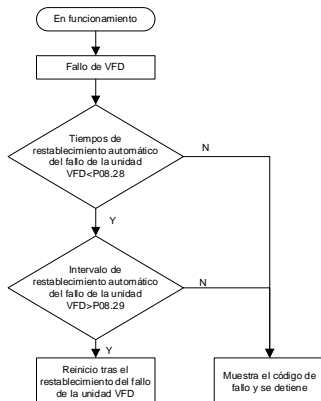 En funcionamiento
Fallo de VFD
Tiempos de
restablecimiento automático
del fallo de la unidad
VFD<P08.28
N
Y
Intervalo de
restablecimiento automático
del fallo de la unidad
VFD>P08.29
N
Y
Reinicio tras el
restablecimiento del fallo
de la unidad VFD
Muestra el código de
fallo y se detiene